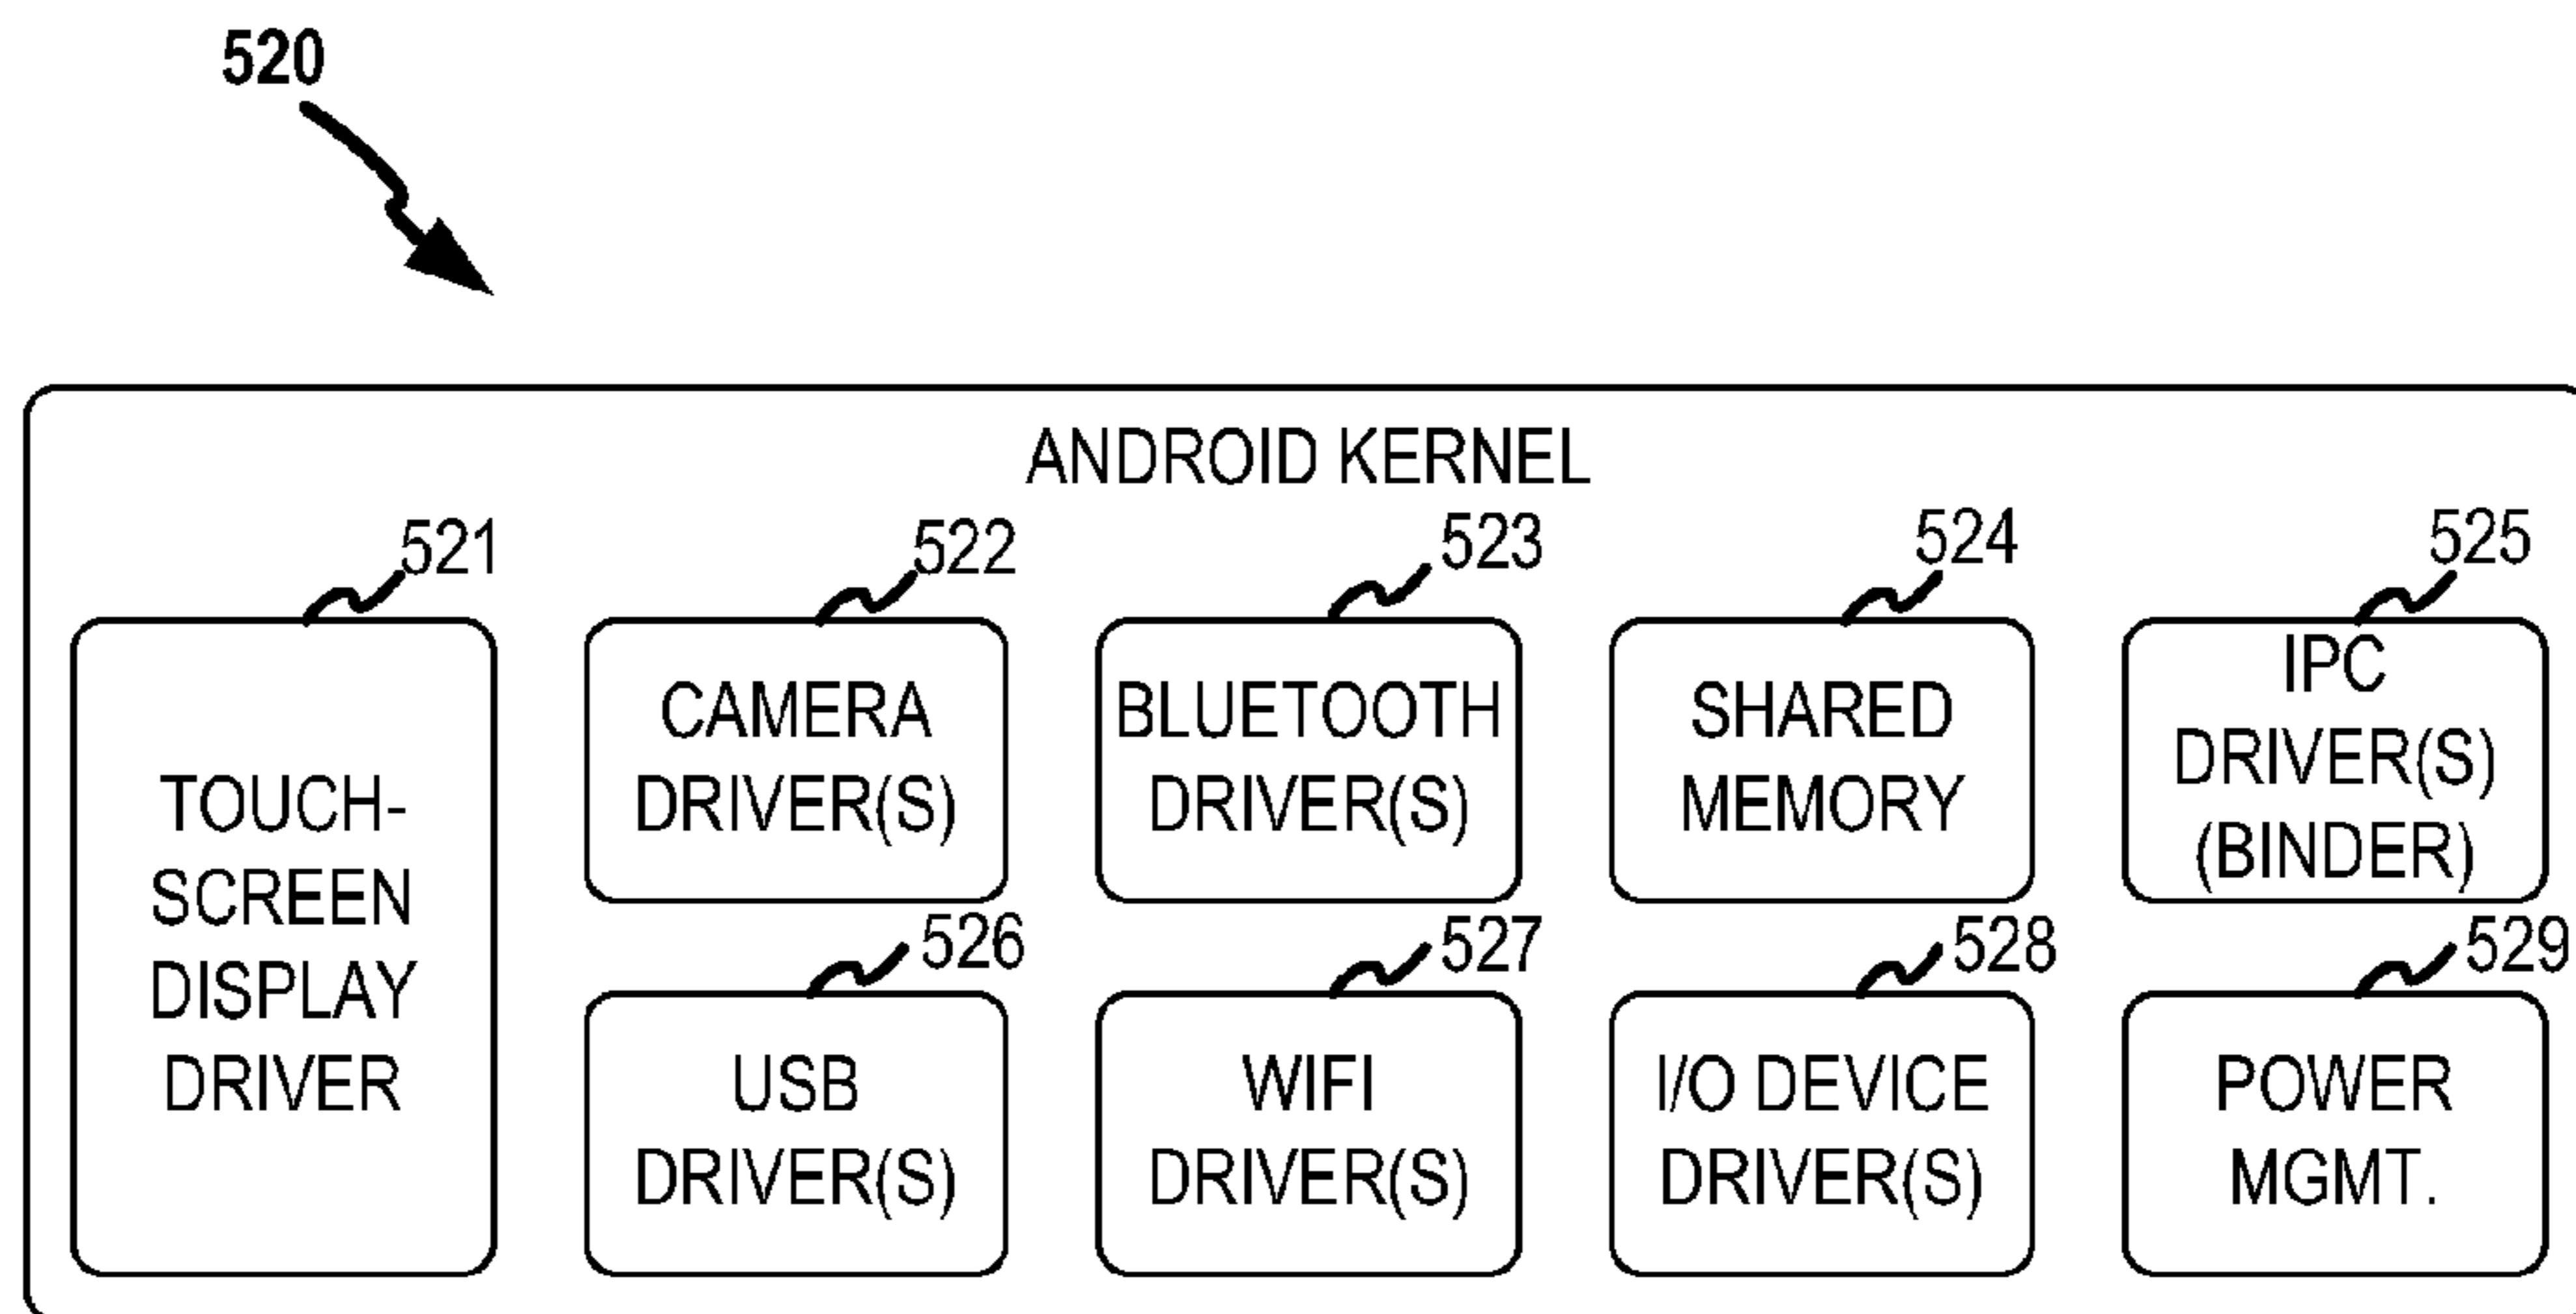 520
ANDROID KERNEL
521
522
523
524
525
TOUCH-
SCREEN
DISPLAY
DRIVER
CAMERA
DRIVER(S)
BLUETOOTH
DRIVER(S)
SHARED
MEMORY
IPC
DRIVER(S)
(BINDER)
526
527
528
529
USB
DRIVER(S)
WIFI
DRIVER(S)
I/O DEVICE
DRIVER(S)
POWER
MGMT.